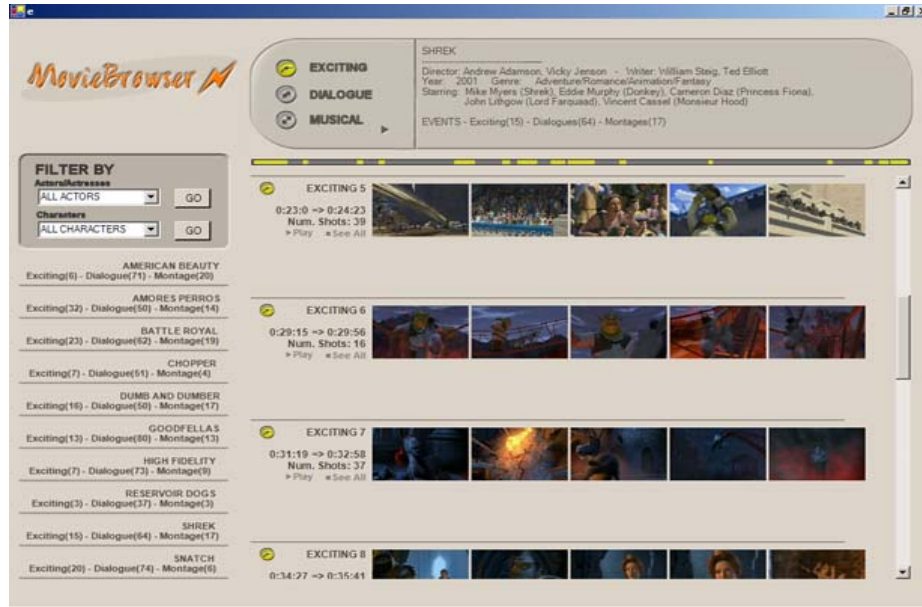 e
MovieBrowser
EXCITING
DIALOGUE
MUSICAL
SHREK
Director: Andrew Adamson, Vicky Jenson - Writer: William Steig, Ted Elliott
Year: 2001 Genre: Adventure/Romance/Animation/Fantasy
Starring: Mike Myers (Shrek), Eddie Murphy (Donkey), Cameron Diaz (Princess Fiona),
John Lithgow (Lord Farquaad), Vincent Cassel (Monsieur Hood)
EVENTS - Exciting(15) - Dialogues(64) - Montages(17)
FILTER BY
Actors/Actresses
ALL ACTORS GO
Characters
ALL CHARACTERS GO
AMERICAN BEAUTY
Exciting(6) - Dialogue(71) - Montage(20)
AMORES PERROS
Exciting(32) - Dialogue(50) - Montage(14)
BATTLE ROYAL
Exciting(23) - Dialogue(62) - Montage(19)
CHOPPER
Exciting(7) - Dialogue(51) - Montage(4)
DUMB AND DUMBER
Exciting(16) - Dialogue(50) - Montage(17)
GOODFELLAS
Exciting(13) - Dialogue(80) - Montage(13)
HIGH FIDELITY
Exciting(7) - Dialogue(73) - Montage(9)
RESERVOIR DOGS
Exciting(3) - Dialogue(37) - Montage(3)
SHREK
Exciting(15) - Dialogue(64) - Montage(17)
SNATCH
Exciting(20) - Dialogue(74) - Montage(6)
EXCITING 5
0:23:0 => 0:24:23
Num. Shots: 39
Play See All
EXCITING 6
0:29:15 => 0:29:56
Num. Shots: 16
Play See All
EXCITING 7
0:31:19 => 0:32:58
Num. Shots: 37
Play See All
EXCITING 8
0:34:27 => 0:35:41